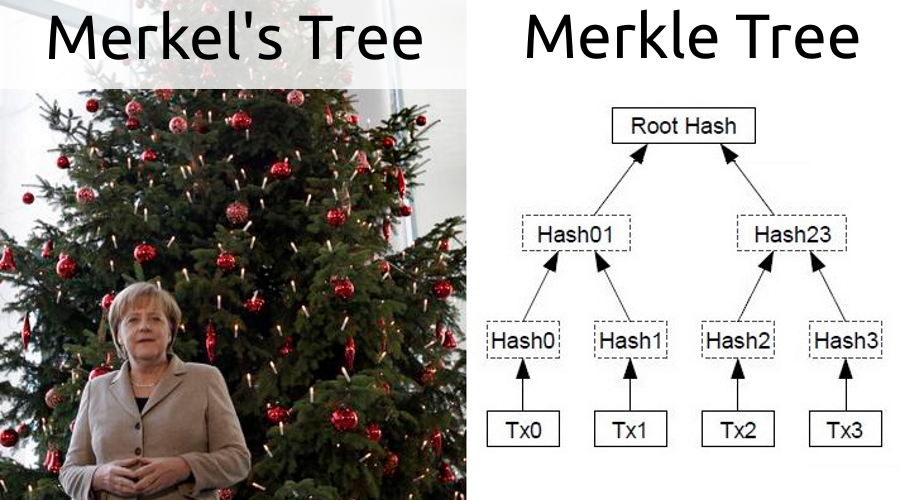 Merkel's Tree
Merkle Tree
Root Hash
Hash01 Hash23
Hash0 Hash1 Hash2 Hash3
Tx0 Tx1 Tx2 Tx3